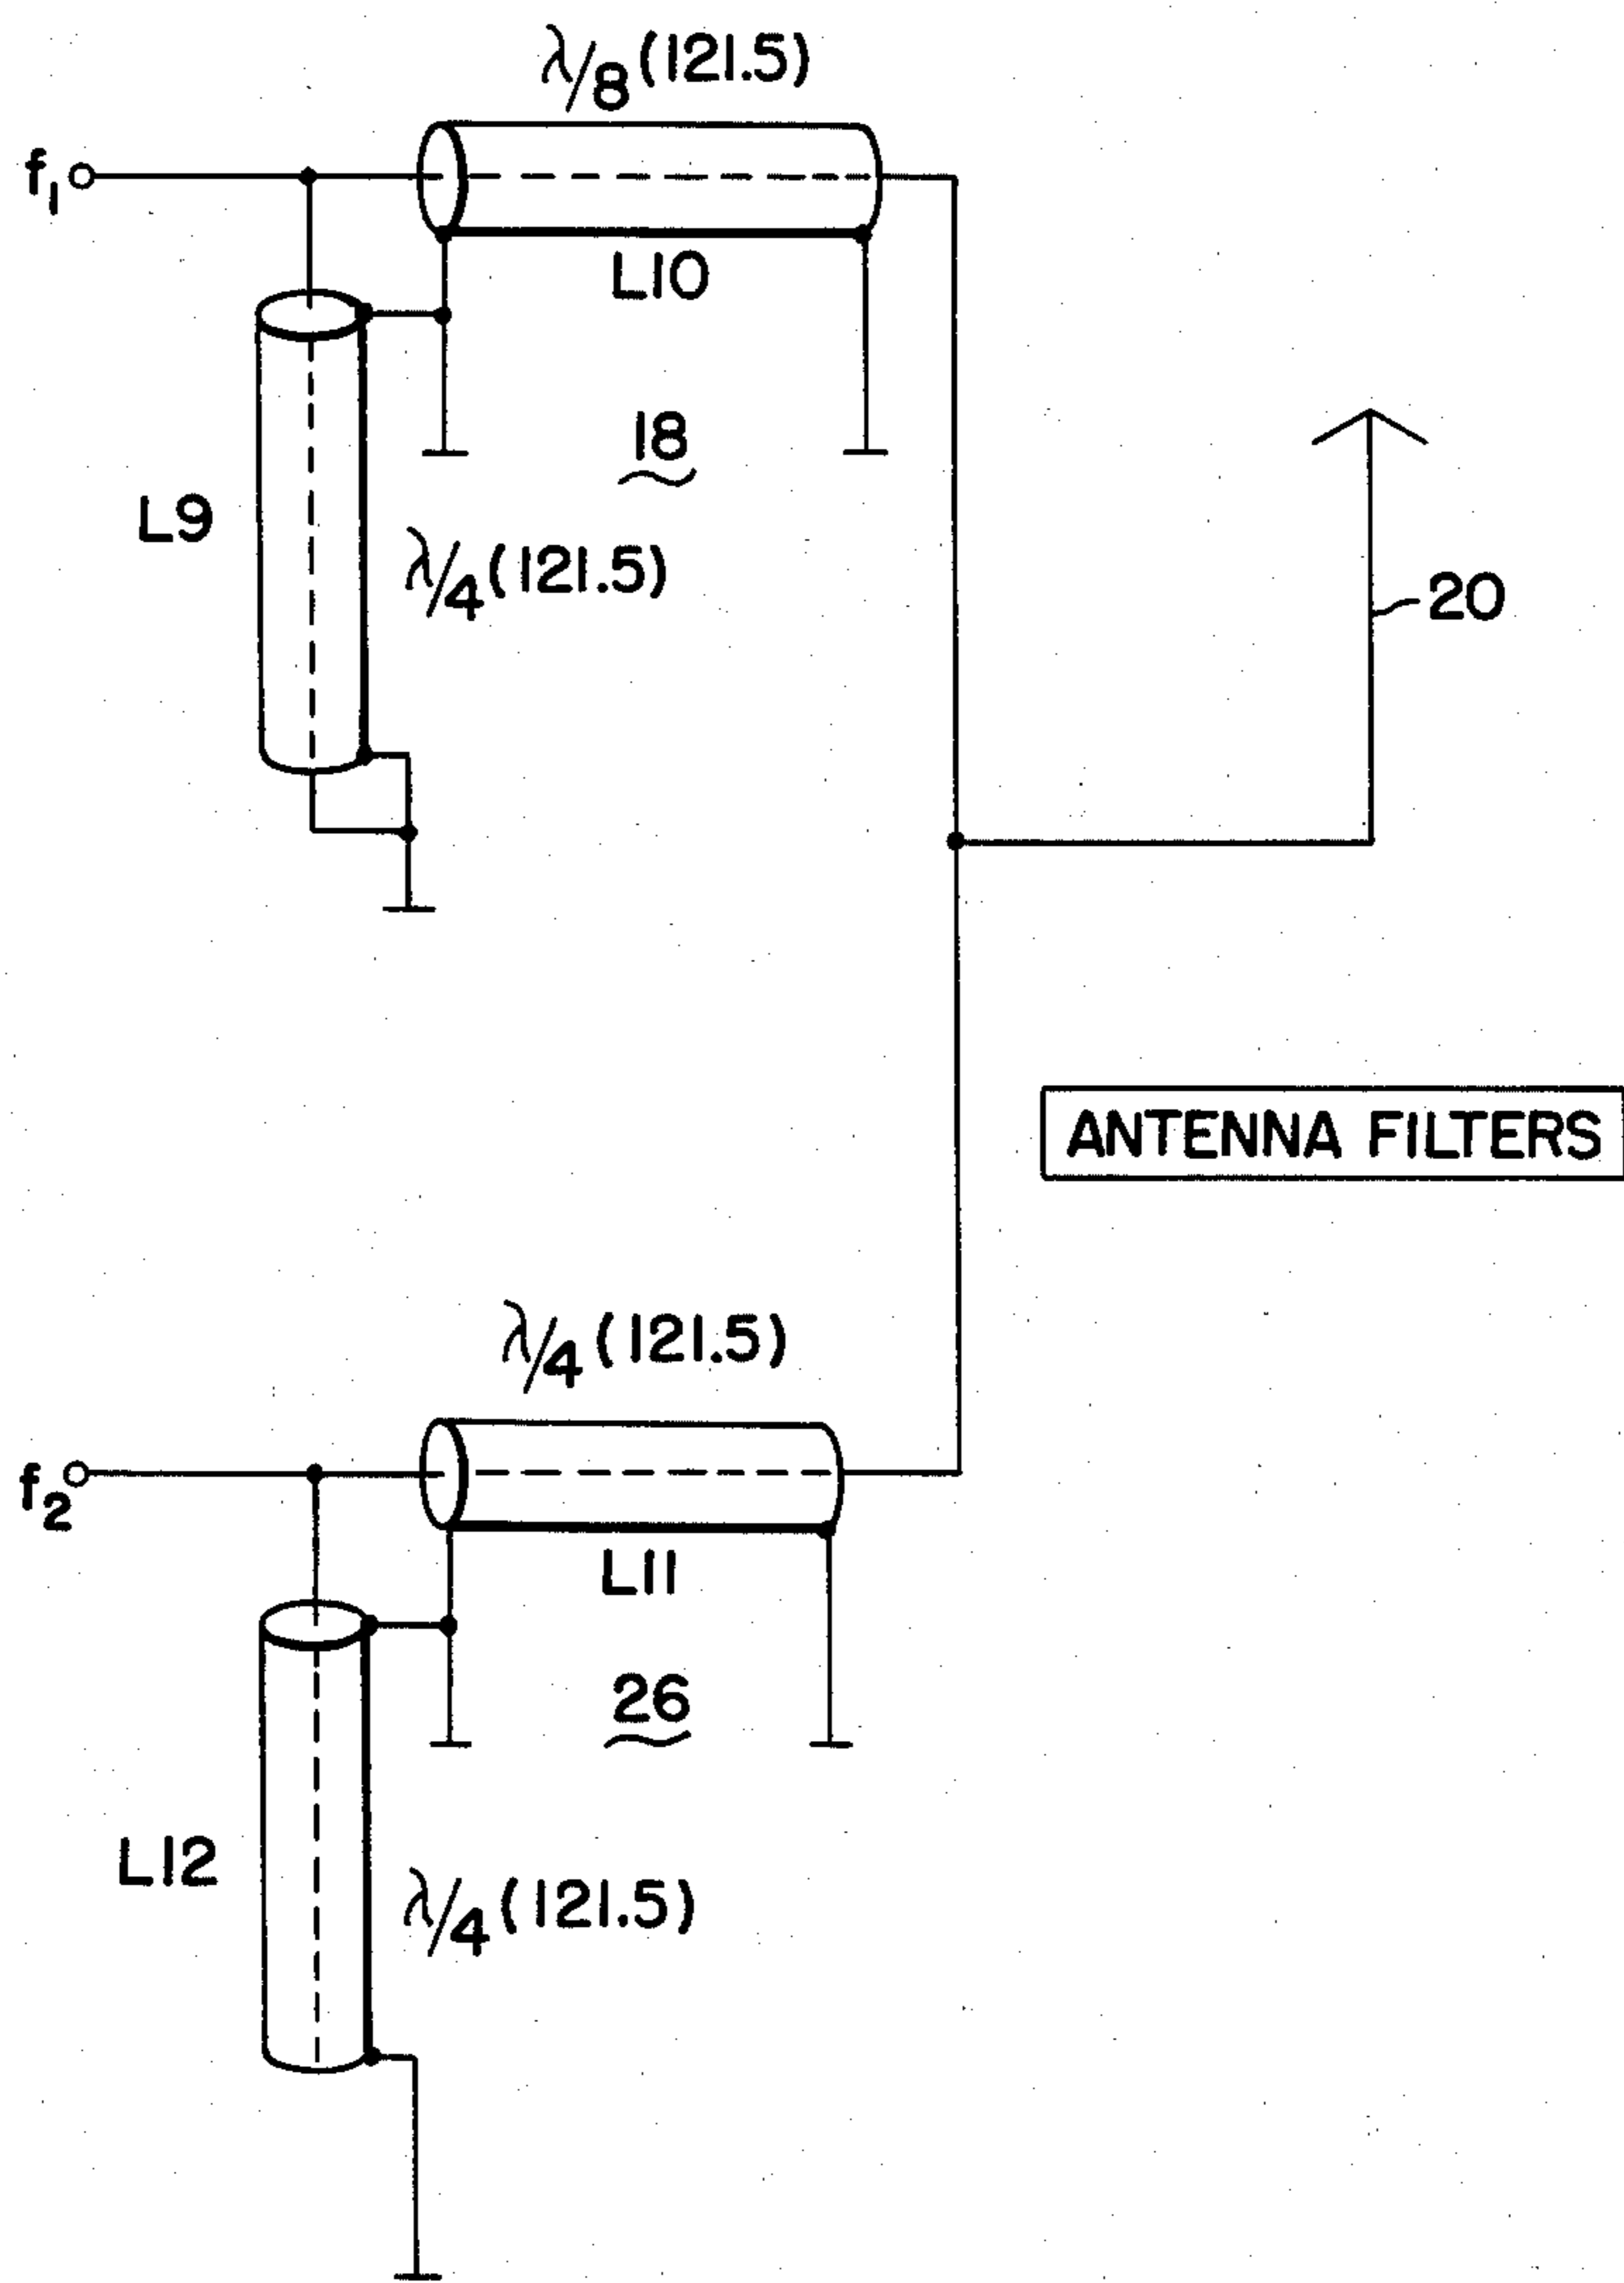 λ/8 (121.5)
f1
L10
18
L9
λ/4 (121.5)
20
ANTENNA FILTERS
λ/4 (121.5)
f2
L11
26
L12
λ/4 (121.5)